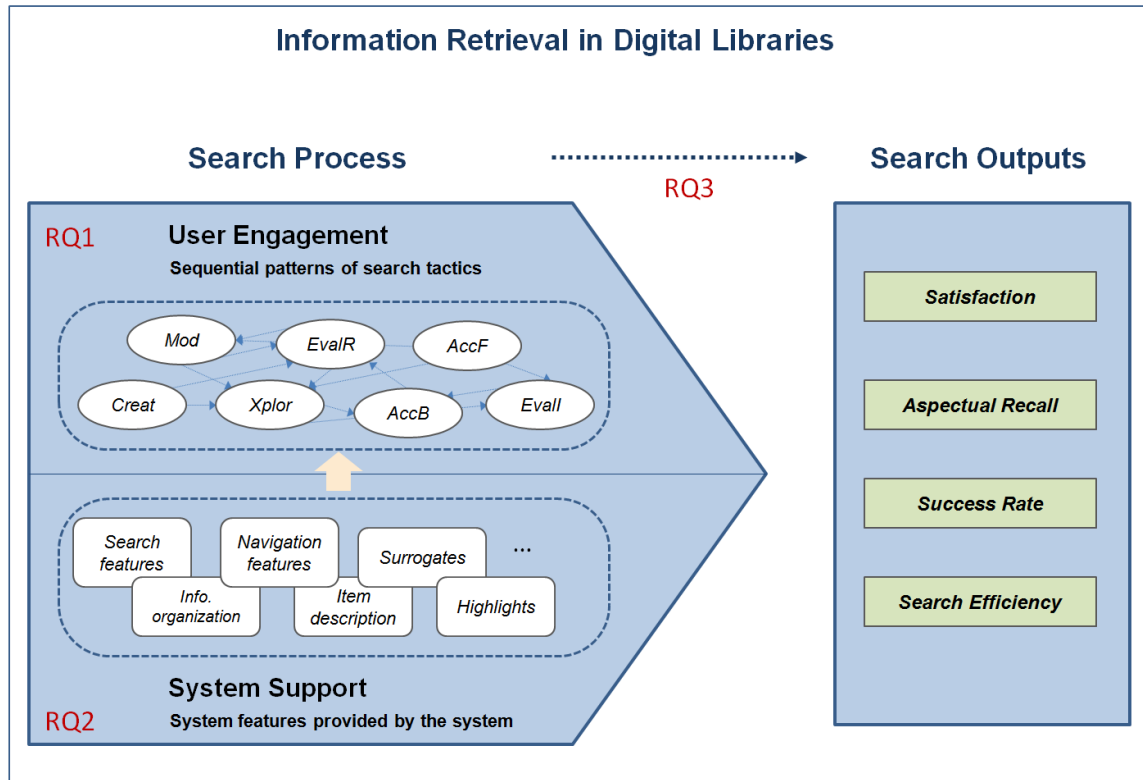 Information Retrieval in Digital Libraries
Search Process
RQ3
Search Outputs
RQ1
User Engagement
Sequential patterns of search tactics
Mod
EvalR
AccF
Creat
Xplor
AccB
EvalI
Search
features
Navigation
features
Surrogates
...
Info.
organization
Item
description
Highlights
System Support
RQ2
System features provided by the system
Satisfaction
Aspectual Recall
Success Rate
Search Efficiency